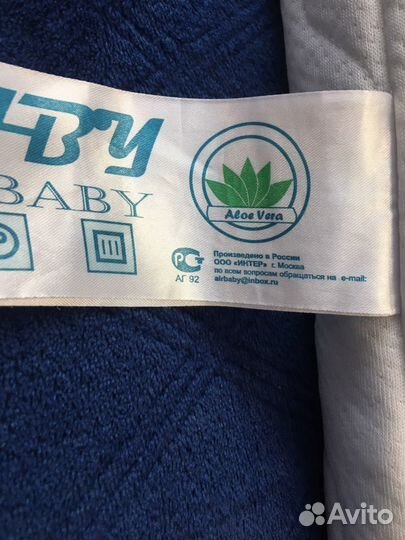 BABY
Aloe Vera
АГ 92
Произведено в России
ООО «ИНТЕР» г. Москва
по всем вопросам обращаться на e-mail:
airbaby@inbox.ru
Avito